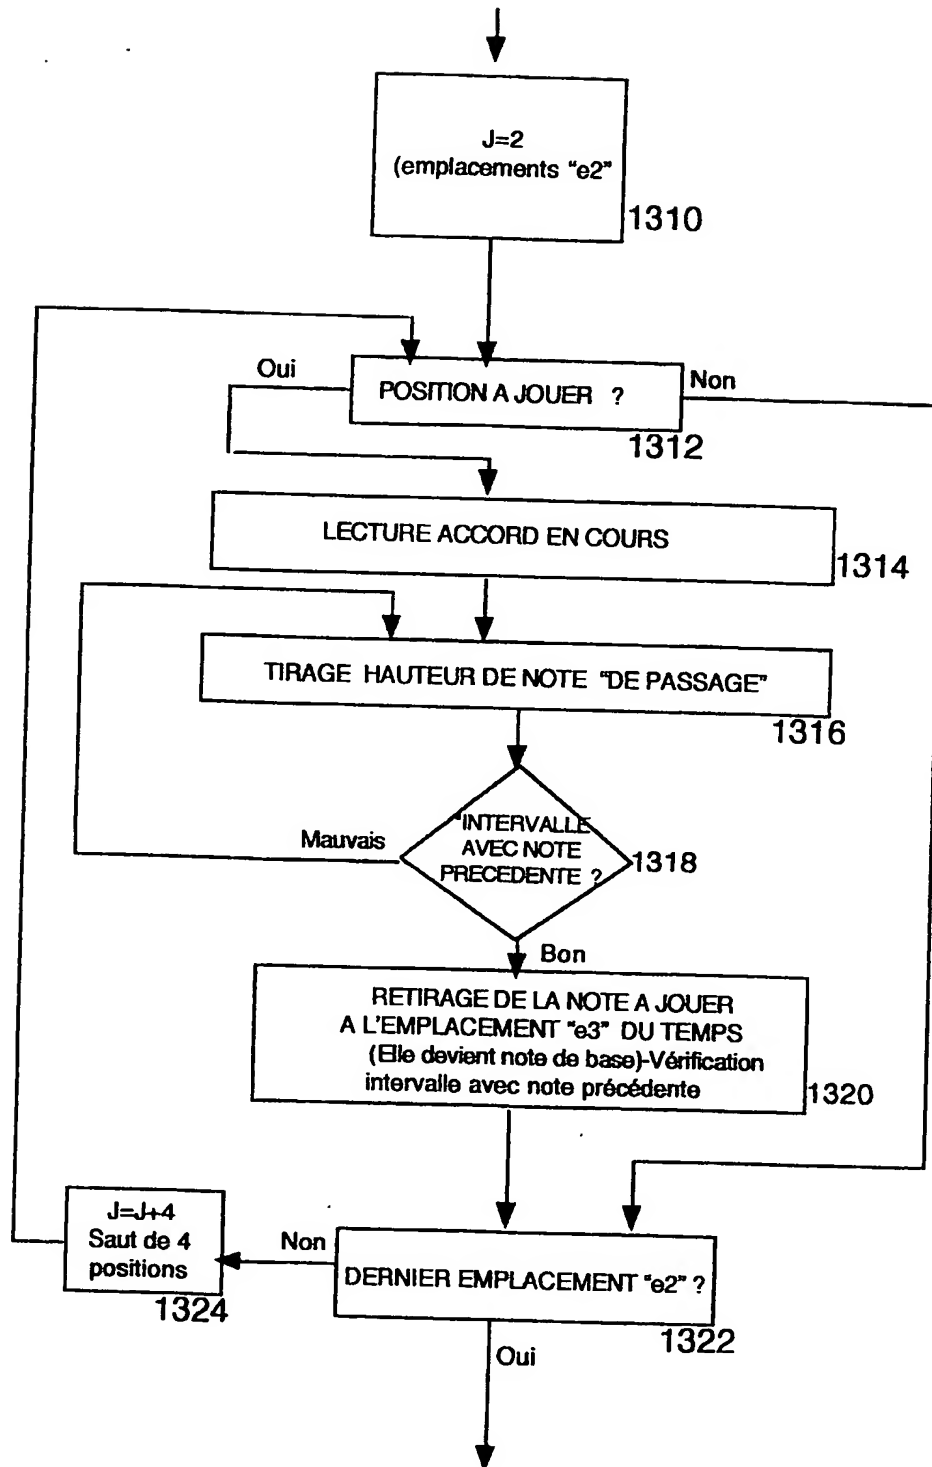 J=2
(emplacements "e2"
1310
Oui
POSITION A JOUER ?
Non
1312
LECTURE ACCORD EN COURS
1314
TIRAGE HAUTEUR DE NOTE "DE PASSAGE"
1316
Mauvais
"INTERVALLE
AVEC NOTE
PRECEDENTE ?
1318
Bon
RETIRAGE DE LA NOTE A JOUER
A L'EMPLACEMENT "e3" DU TEMPS
(Elle devient note de base)-Vérification
intervalle avec note précédente
1320
J=J+4
Saut de 4
positions
1324
Non
DERNIER EMPLACEMENT "e2" ?
1322
Oui